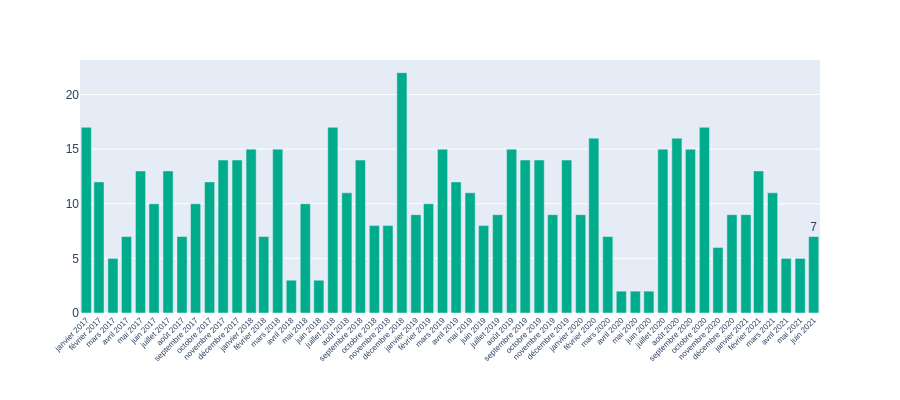 20
15
10
5
0
7
janvier 2017
février 2017
mars 2017
avril 2017
mai 2017
juin 2017
juillet 2017
août 2017
septembre 2017
octobre 2017
novembre 2017
décembre 2017
janvier 2018
février 2018
mars 2018
avril 2018
mai 2018
juin 2018
juillet 2018
août 2018
septembre 2018
octobre 2018
novembre 2018
décembre 2018
janvier 2019
février 2019
mars 2019
avril 2019
mai 2019
juin 2019
juillet 2019
août 2019
septembre 2019
octobre 2019
novembre 2019
décembre 2019
janvier 2020
février 2020
mars 2020
avril 2020
mai 2020
juin 2020
juillet 2020
août 2020
septembre 2020
octobre 2020
novembre 2020
décembre 2020
janvier 2021
février 2021
mars 2021
avril 2021
mai 2021
juin 2021